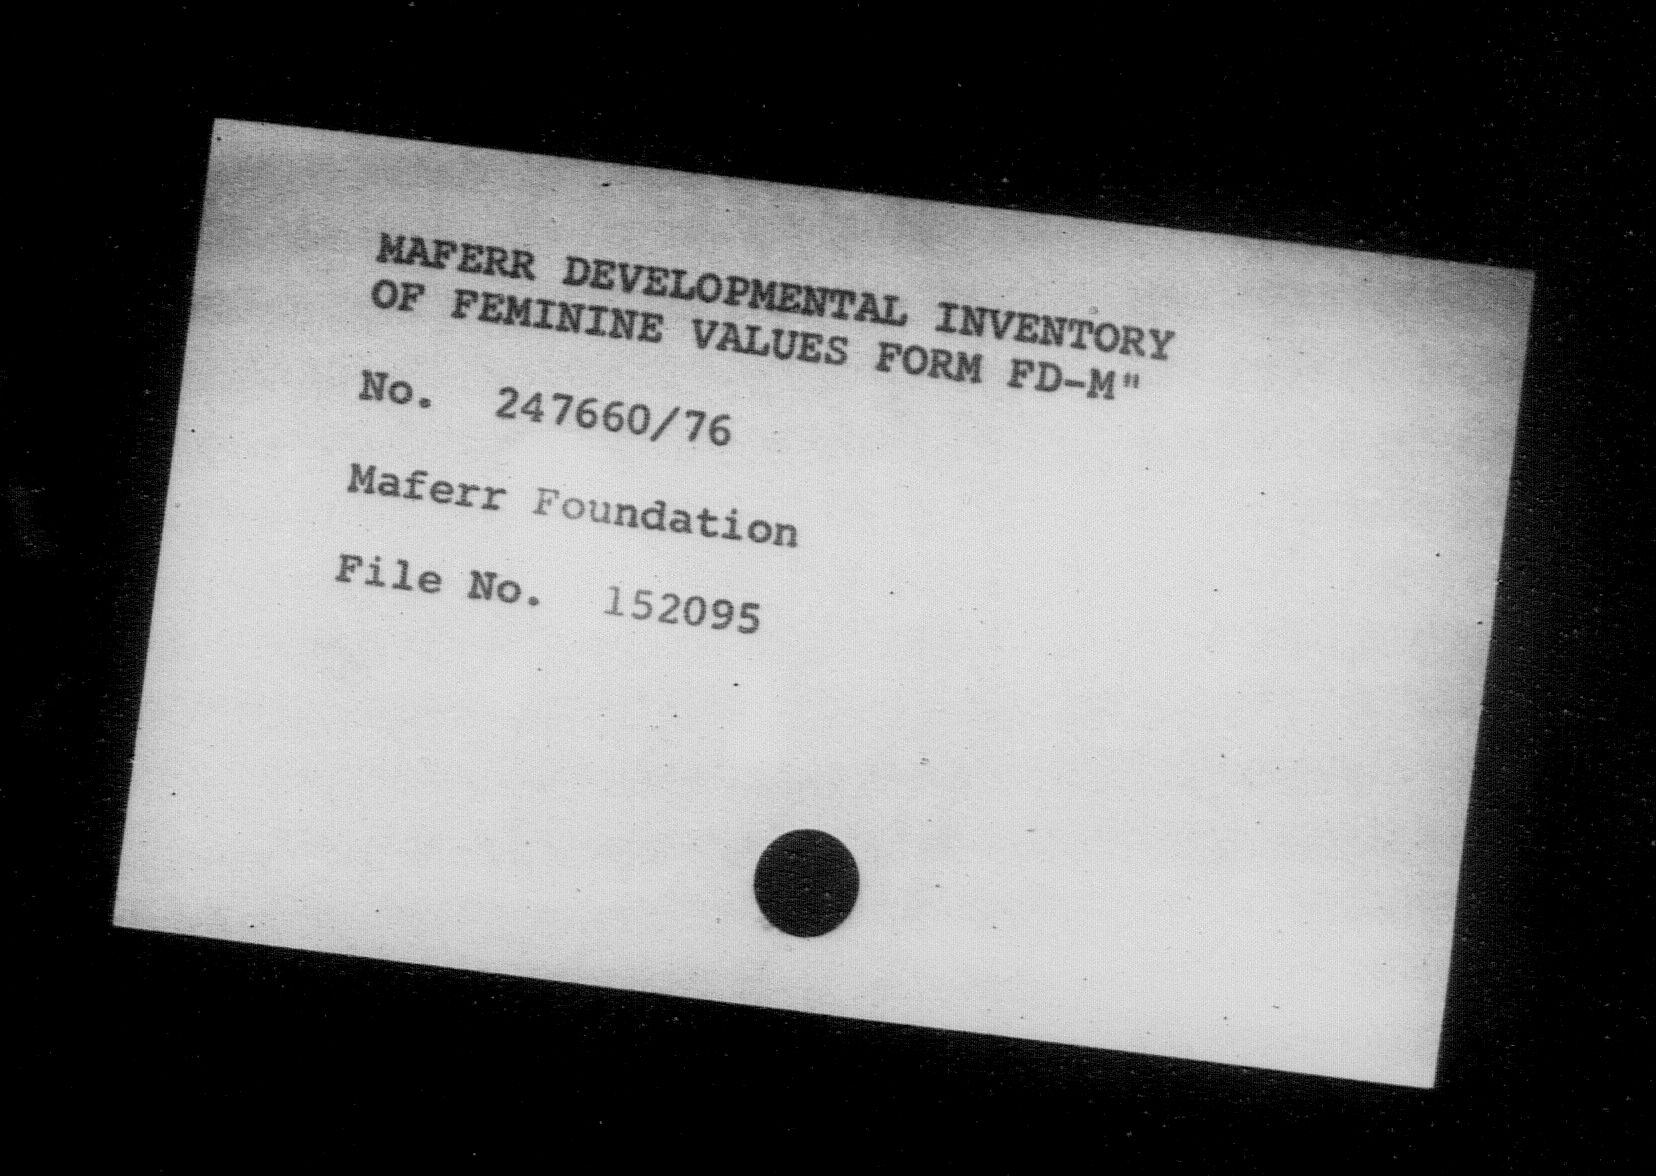 MAFERR DEVELOPMENTAL INVENTORY
OF FEMININE VALUES FORM FD-M"
No. 247660/76
Maferr Foundation
File No. 152095